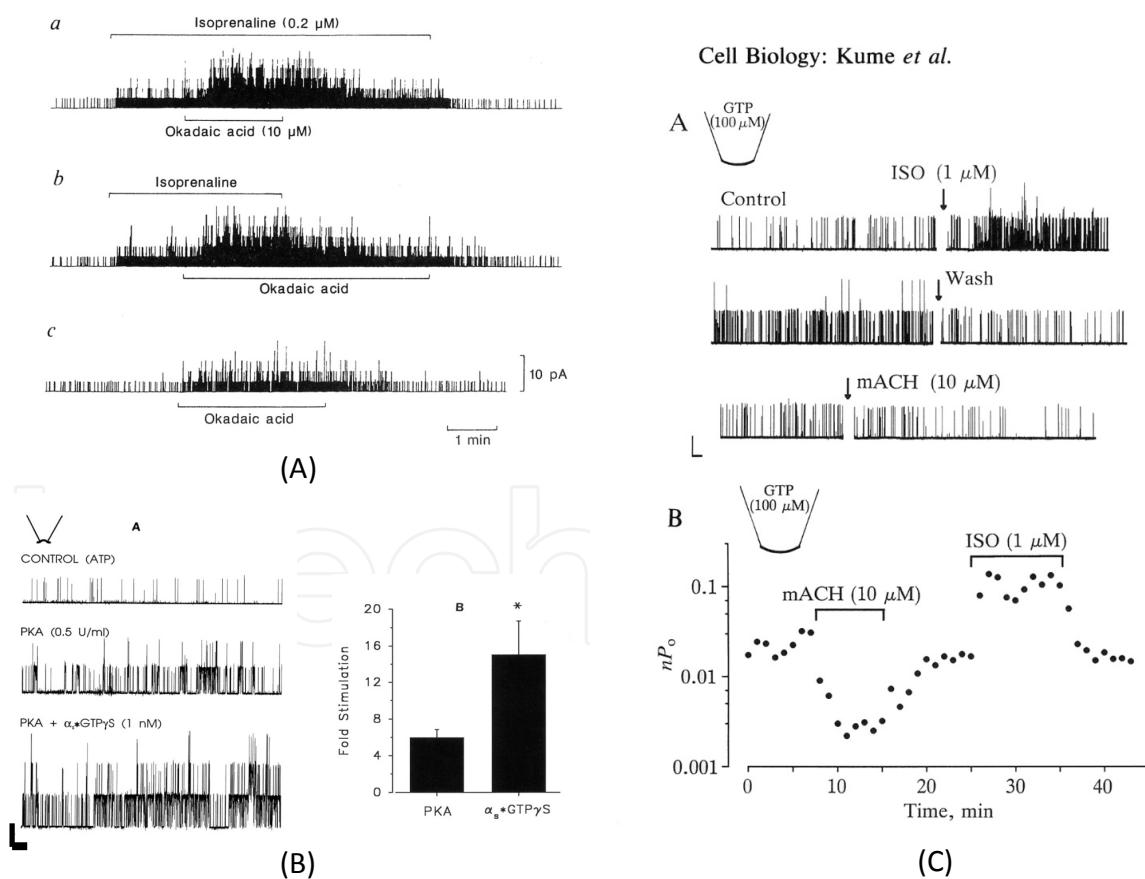 a
Isoprenaline (0.2 µM)
Okadaic acid (10 µM)
b
Isoprenaline
Okadaic acid
c
10 pA
Okadaic acid
1 min
(A)
A
CONTROL (ATP)
PKA (0.5 U/ml)
PKA + αs*GTPγS (1 nM)
B
20
16
12
8
4
0
Fold Stimulation
*
PKA
αs*GTPγS
(B)
Cell Biology: Kume et al.
A
GTP
(100 µM)
ISO (1 µM)
Control
Wash
mACH (10 µM)
B
GTP
(100 µM)
ISO (1 µM)
mACH (10 µM)
0.1
0.01
0.001
nPo
0
10
20
30
40
Time, min
(C)